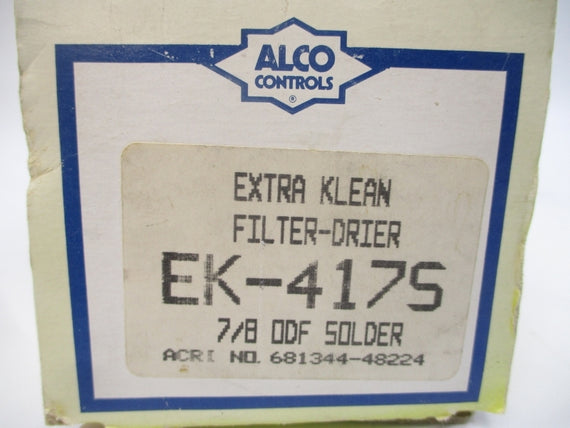 ALCO
CONTROLS
®
EXTRA KLEAN
FILTER-DRIER
EK-417S
7/8 ODF SOLDER
ACRI NO. 681344-48224